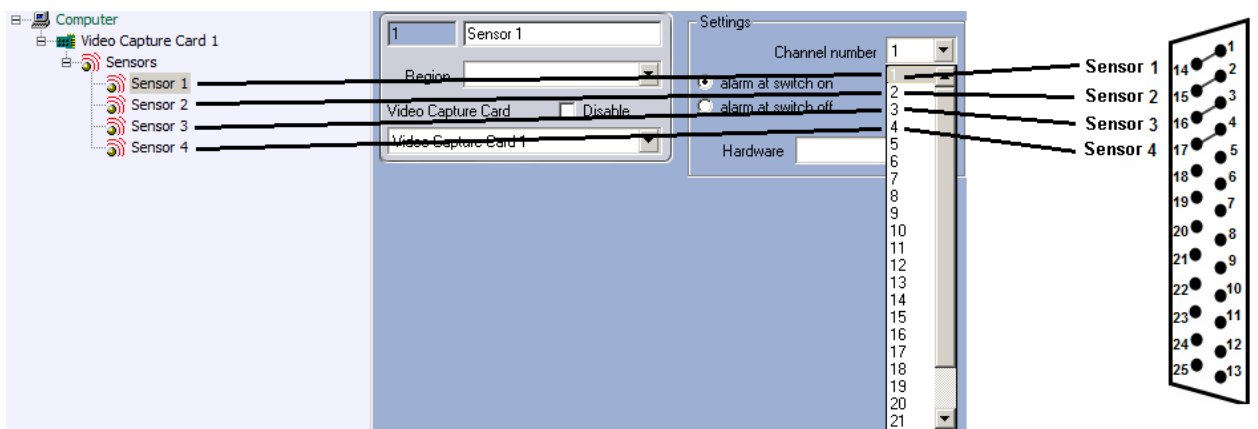 Computer
Video Capture Card 1
Sensors
Sensor 1
Sensor 2
Sensor 3
Sensor 4
1
Sensor 1
Region
Video Capture Card
Disable
Video Capture Card 1
Settings
Channel number
1
alarm at switch on
alarm at switch off
Hardware
1
2
3
4
5
6
7
8
9
10
11
12
13
14
15
16
17
18
19
20
21
Sensor 1
Sensor 2
Sensor 3
Sensor 4
1
14
2
15
3
16
4
17
5
18
6
19
7
20
8
21
9
22
10
23
11
24
12
25
13